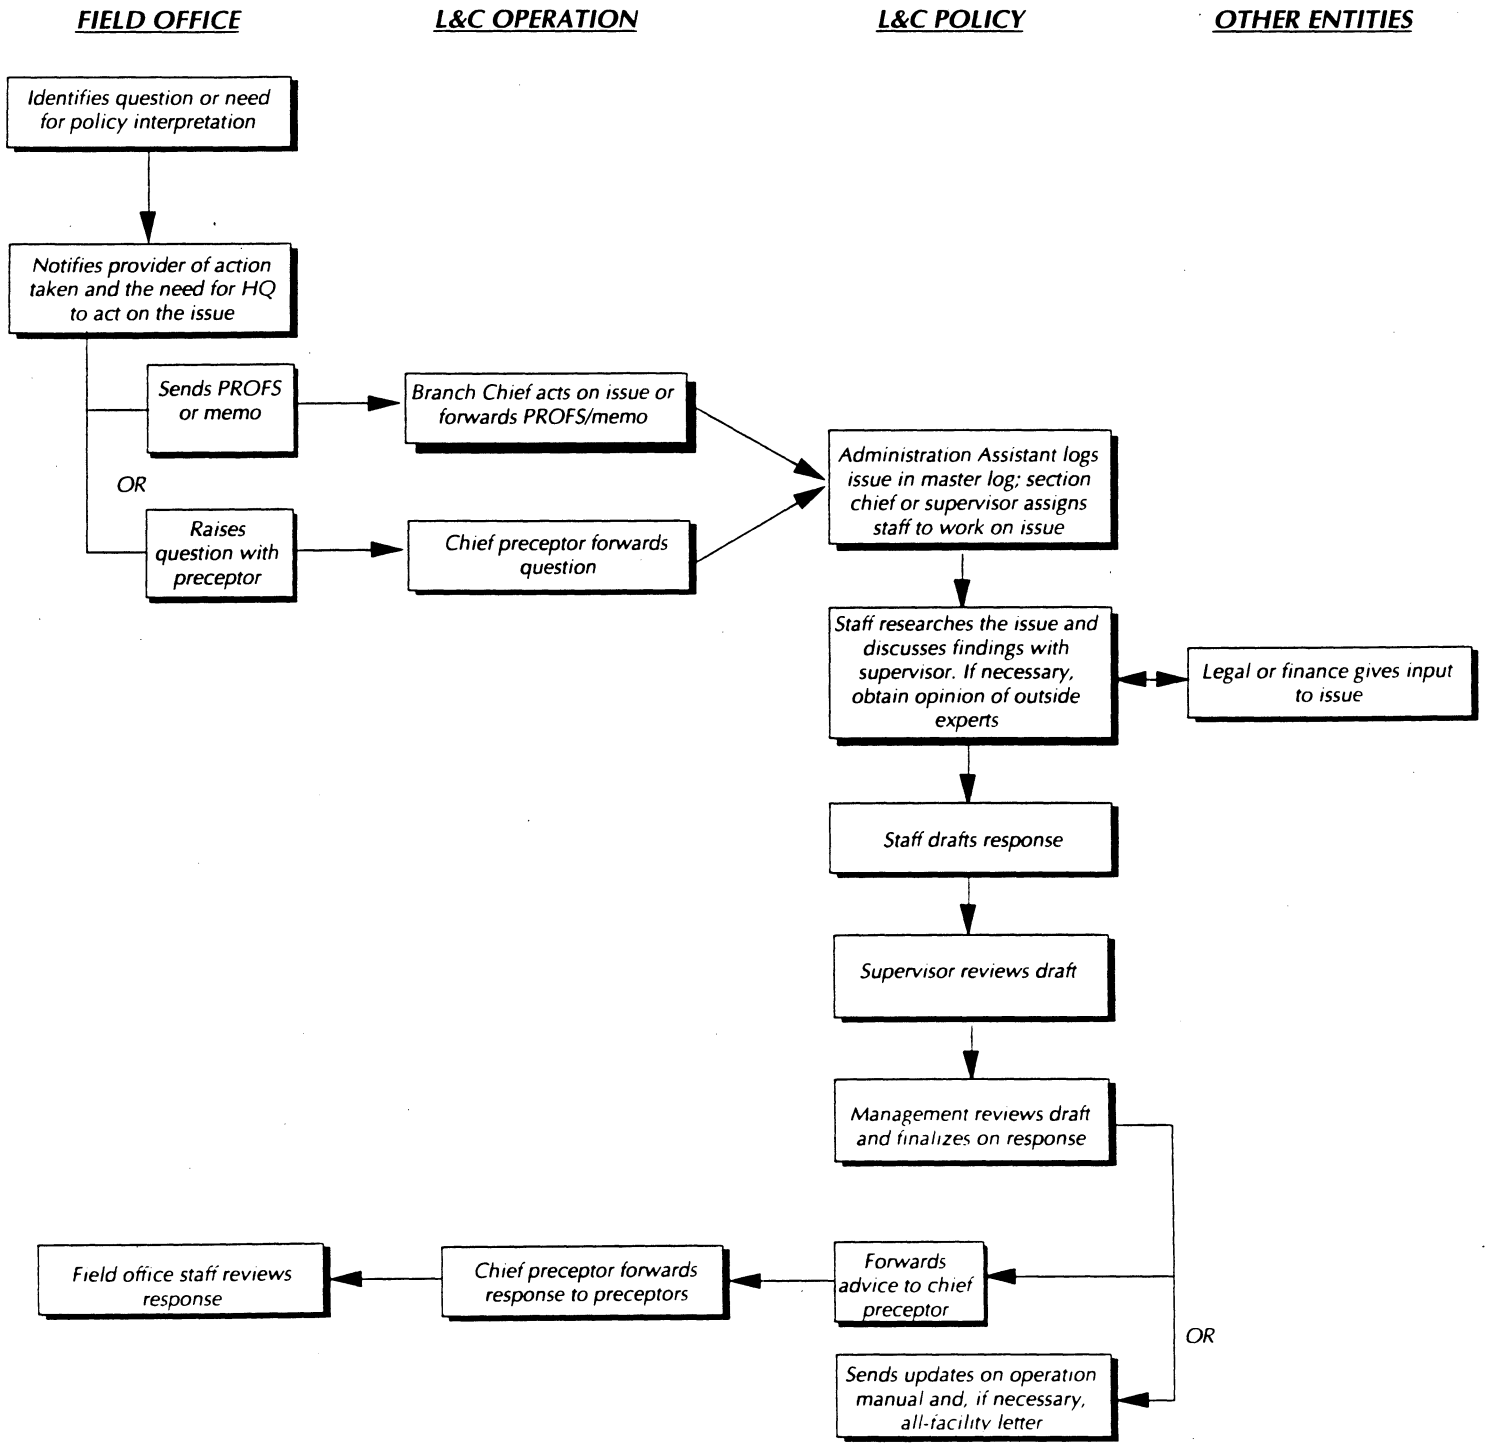 FIELD OFFICE
L&C OPERATION
L&C POLICY
OTHER ENTITIES
Identifies question or need
for policy interpretation
Notifies provider of action
taken and the need for HQ
to act on the issue
Sends PROFS
or memo
Branch Chief acts on issue or
forwards PROFS/memo
OR
Raises
question with
preceptor
Chief preceptor forwards
question
Administration Assistant logs
issue in master log; section
chief or supervisor assigns
staff to work on issue
Staff researches the issue and
discusses findings with
supervisor. If necessary,
obtain opinion of outside
experts
Legal or finance gives input
to issue
Staff drafts response
Supervisor reviews draft
Management reviews draft
and finalizes on response
Forwards
advice to chief
preceptor
Chief preceptor forwards
response to preceptors
Field office staff reviews
response
OR
Sends updates on operation
manual and, if necessary,
all-facility letter